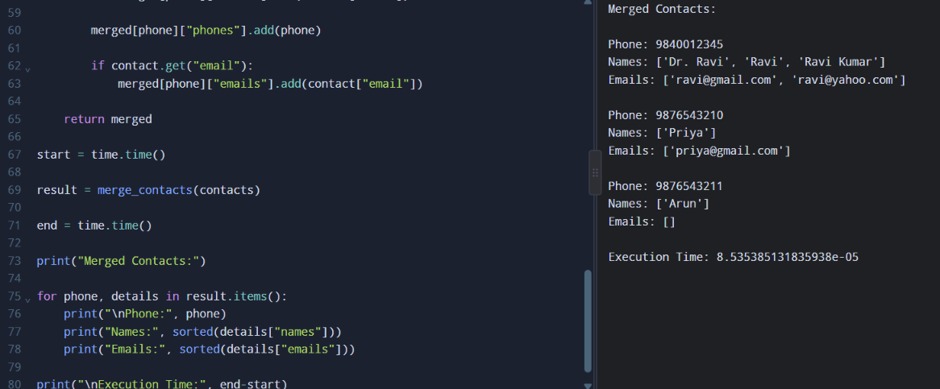 59
60 merged[phone]["phones"].add(phone)
61
62 if contact.get("email"):
63 merged[phone]["emails"].add(contact["email"])
64
65 return merged
66
67 start = time.time()
68
69 result = merge_contacts(contacts)
70
71 end = time.time()
72
73 print("Merged Contacts:")
74
75 for phone, details in result.items():
76 print("\nPhone:", phone)
77 print("Names:", sorted(details["names"]))
78 print("Emails:", sorted(details["emails"]))
79
80 print("\nExecution Time:", end-start)
Merged Contacts:
Phone: 9840012345
Names: ['Dr. Ravi', 'Ravi', 'Ravi Kumar']
Emails: ['ravi@gmail.com', 'ravi@yahoo.com']
Phone: 9876543210
Names: ['Priya']
Emails: ['priya@gmail.com']
Phone: 9876543211
Names: ['Arun']
Emails: []
Execution Time: 8.535385131835938e-05